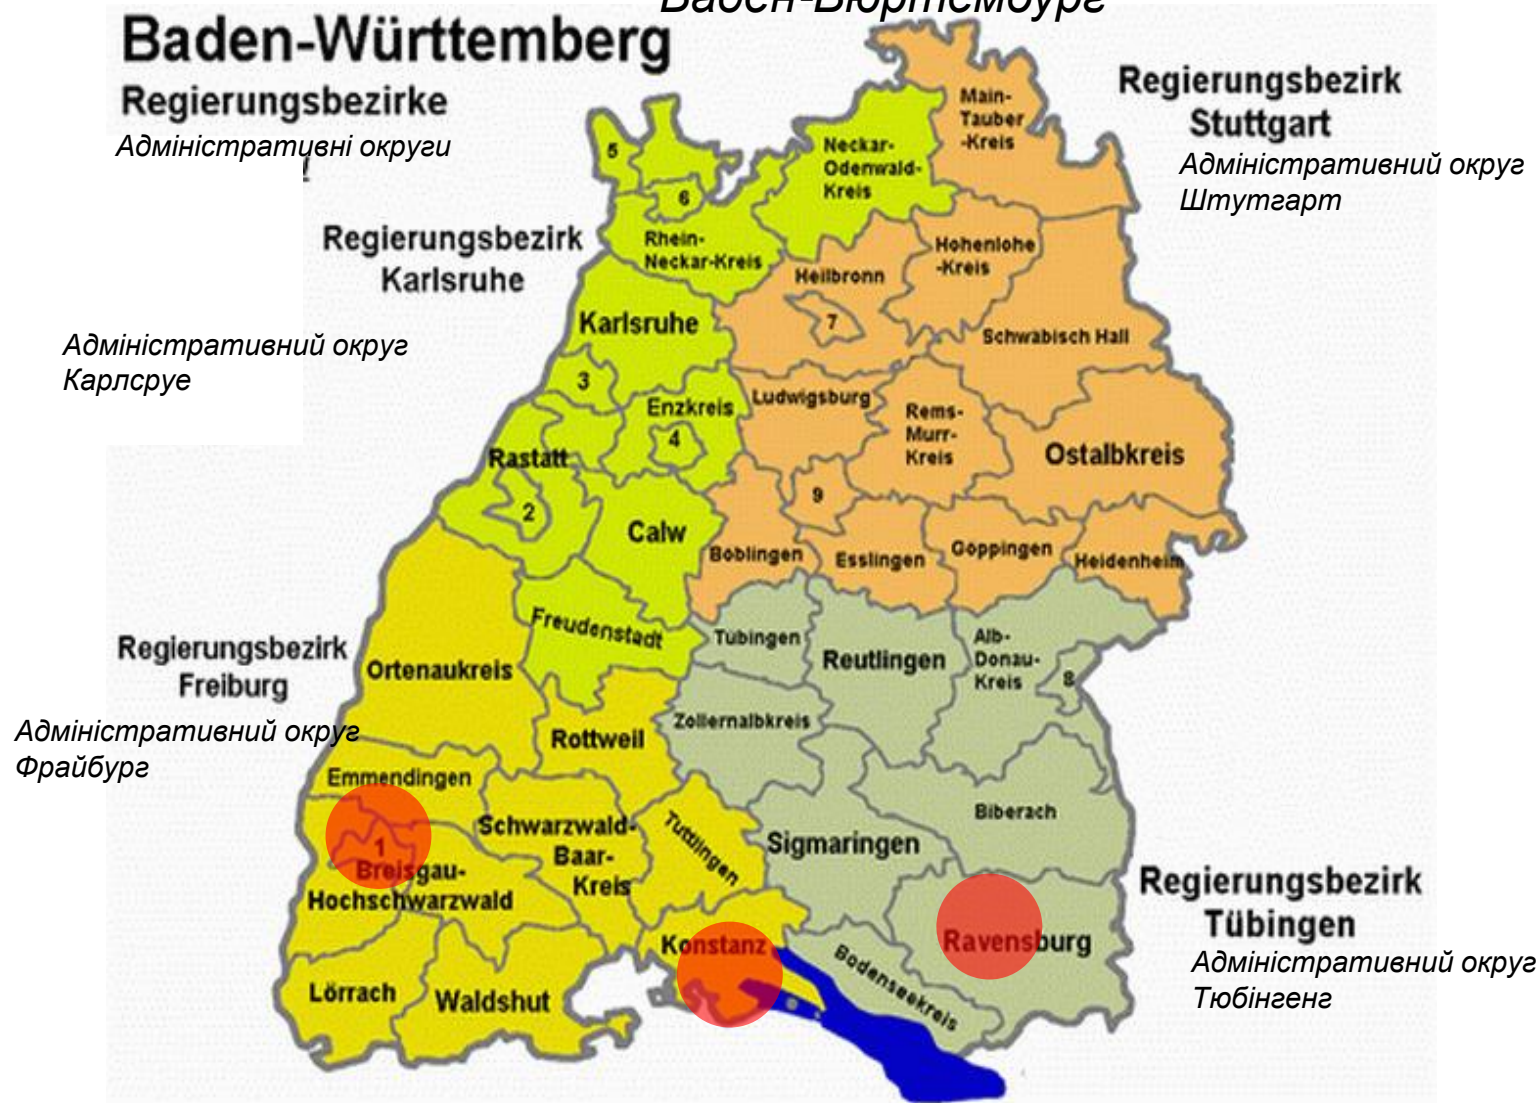 Баден-Вюртембург
Baden-Württemberg
Regierungsbezirke
Адміністративні округи
Regierungsbezirk
Stuttgart
Адміністративний округ
Штутгарт
Regierungsbezirk
Karlsruhe
Адміністративний округ
Карлсруе
Regierungsbezirk
Freiburg
Адміністративний округ
Фрайбург
Regierungsbezirk
Tübingen
Адміністративний округ
Тюбінгенг
Main-
Tauber
-Kreis
5
Neckar-
Odenwald-
Kreis
6
Rhein-
Neckar-Kreis
Hohenlohe
-Kreis
Heilbronn
7
Karlsruhe
Schwäbisch Hall
3
Enzkreis
4
Ludwigsburg
Rems-
Murr-
Kreis
Ostalbkreis
Rastatt
2
Calw
9
Böblingen
Esslingen
Göppingen
Heidenheim
Freudenstadt
Tübingen
Reutlingen
Alb-
Donau-
Kreis
8
Ortenaukreis
Rottweil
Zollernalbkreis
Emmendingen
Biberach
1
Breisgau-
Hochschwarzwald
Schwarzwald-
Baar-
Kreis
Tuttlingen
Sigmaringen
Konstanz
Ravensburg
Bodenseekreis
Lörrach
Waldshut